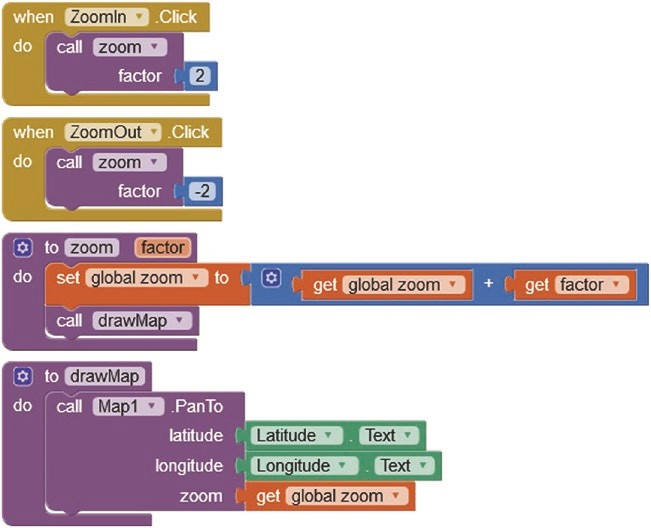 when ZoomIn .Click
do call zoom
factor 2
when ZoomOut .Click
do call zoom
factor -2
to zoom factor
do set global zoom to get global zoom + get factor
call drawMap
to drawMap
do call Map1 .PanTo
latitude Latitude . Text
longitude Longitude . Text
zoom get global zoom